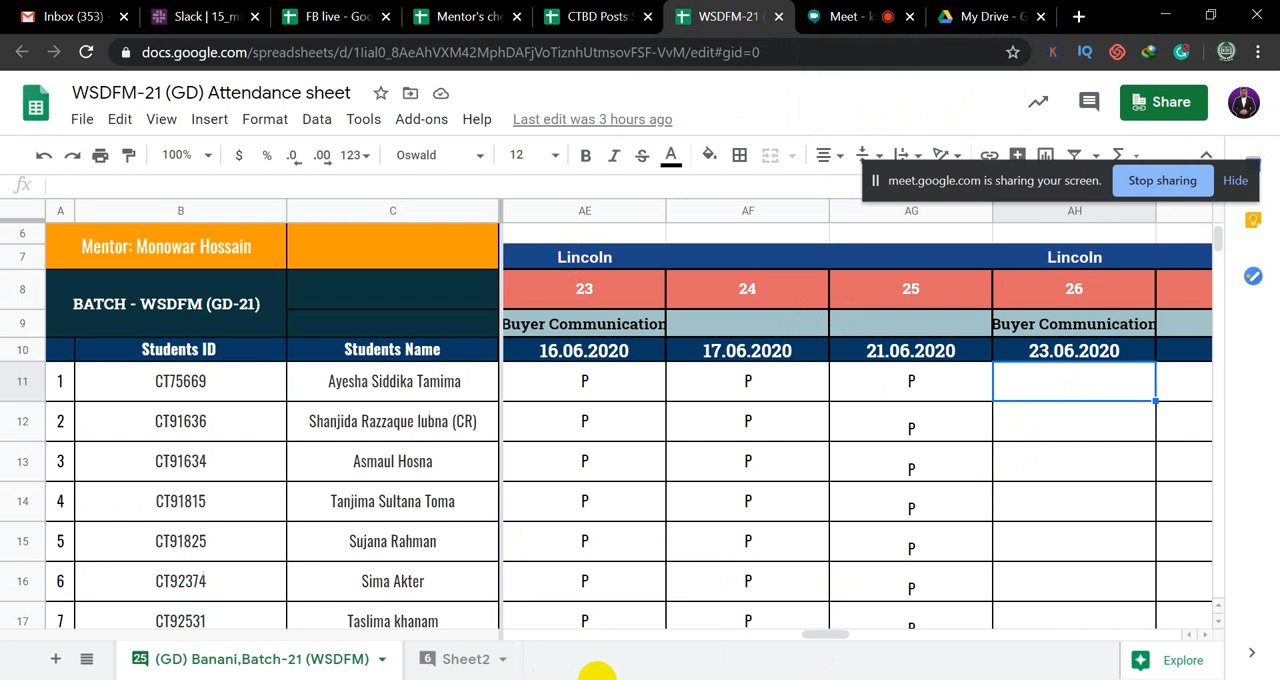 Inbox (353)
Slack | 15_m
FB live - Goo
Mentor's che
CTBD Posts S
WSDFM-21 (
Meet - k
My Drive - G
docs.google.com/spreadsheets/d/1lial0_8AeAhVXM42MphDAFjVoTiznhUtmsovFSF-VvM/edit#gid=0
WSDFM-21 (GD) Attendance sheet
Share
File Edit View Insert Format Data Tools Add-ons Help Last edit was 3 hours ago
100% $ % .0 .00 123 Oswald 12 B I S A
meet.google.com is sharing your screen. Stop sharing Hide
fx
A B C AE AF AG AH
6 Mentor: Monowar Hossain
7 Lincoln Lincoln
8 BATCH - WSDFM (GD-21) 23 24 25 26
9 Buyer Communication Buyer Communication
10 Students ID Students Name 16.06.2020 17.06.2020 21.06.2020 23.06.2020
11 1 CT75669 Ayesha Siddika Tamima P P P
12 2 CT91636 Shanjida Razzaque lubna (CR) P P P
13 3 CT91634 Asmaul Hosna P P P
14 4 CT91815 Tanjima Sultana Toma P P P
15 5 CT91825 Sujana Rahman P P P
16 6 CT92374 Sima Akter P P P
17 7 CT92531 Taslima khanam P P P
25 (GD) Banani,Batch-21 (WSDFM) 6 Sheet2 Explore